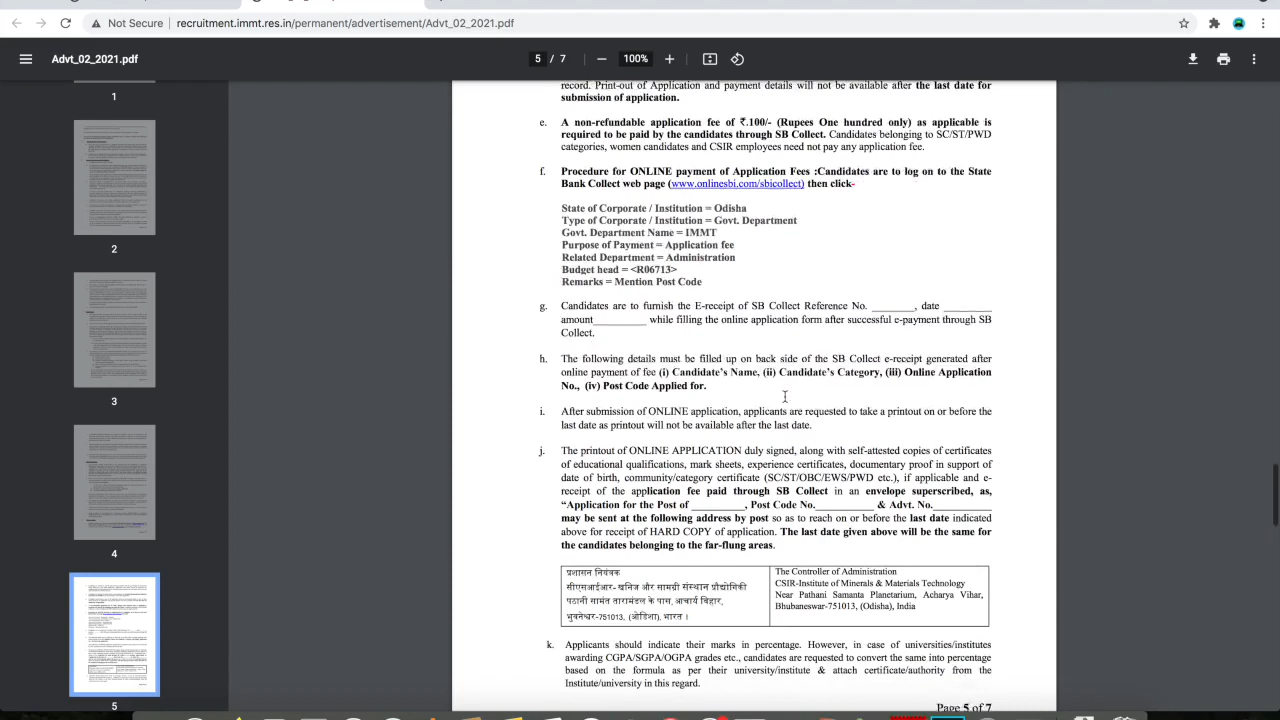 Not Secure | recruitment.immt.res.in/permanent/advertisement/Advt_02_2021.pdf
Advt_02_2021.pdf
5 / 7
100%
1
2
3
4
5
record. Print-out of Application and payment details will not be available after the last date for
submission of application.
e. A non-refundable application fee of ₹.100/- (Rupees One hundred only) as applicable is
required to be paid by the candidates through SB Collect. Candidates belonging to SC/ST/PWD
categories, women candidates and CSIR employees need not pay any application fee.
f. Procedure for ONLINE payment of Application Fees :Candidates are to log on to the State
Bank Collect web page (www.onlinesbi.com/sbicollect) then click-
State of Corporate / Institution = Odisha
Type of Corporate / Institution = Govt. Department
Govt. Department Name = IMMT
Purpose of Payment = Application fee
Related Department = Administration
Budget head = <R06713>
Remarks = Mention Post Code
g. Candidates are to furnish the E-receipt of SB Collect Reference No. ________, date _________
amount_________ while filling the online application form after successful e-payment through SB
Collect.
h. The following details must be filled up on back side of the SB Collect e-receipt generated after
online payment of fee (i) Candidate's Name, (ii) Candidate's Category, (iii) Online Application
No., (iv) Post Code Applied for.
i. After submission of ONLINE application, applicants are requested to take a printout on or before the
last date as printout will not be available after the last date.
j. The printout of ONLINE APPLICATION duly signed, along with self-attested copies of certificates
of educational qualifications, mark sheets, experience certificates, documentary proof in support of
date of birth, community/category certificate (SC/ST/OBC/EWS/PWD etc.), if applicable and e-
receipt of the application fee paid through SB Collect in an envelope superscribed, as,
“Application for the Post of _________, Post Code No.__________ & Advt. No.__________
may be sent at the following address by post so as to reach on or before the last date indicated
above for receipt of HARD COPY of application. The last date given above will be the same for
the candidates belonging to the far-flung areas.
प्रशासन नियंत्रक
सीएसआईआर- खनिज और सामग्री संस्थान प्रौद्योगिकी
पठानी सामंत तारामंडल के पास, आचार्य विहार,
भुवनेश्वर-751013, (ओडिशा), भारत ।
The Controller of Administration
CSIR-Institute of Minerals & Materials Technology
Near Pathani Samanta Planetarium, Acharya Vihar,
Bhubaneswar-751013, (Odisha), India
k. Applicants should indicate their marks in percentage. However, in case of universities/institutes
awarding CGPA/SGPA/OGPA grades etc., candidates are requested to convert the same into percentage
based on the formula as per their university/institute & attach certificate/authority from the
Institute/university in this regard.
Page 5 of 7